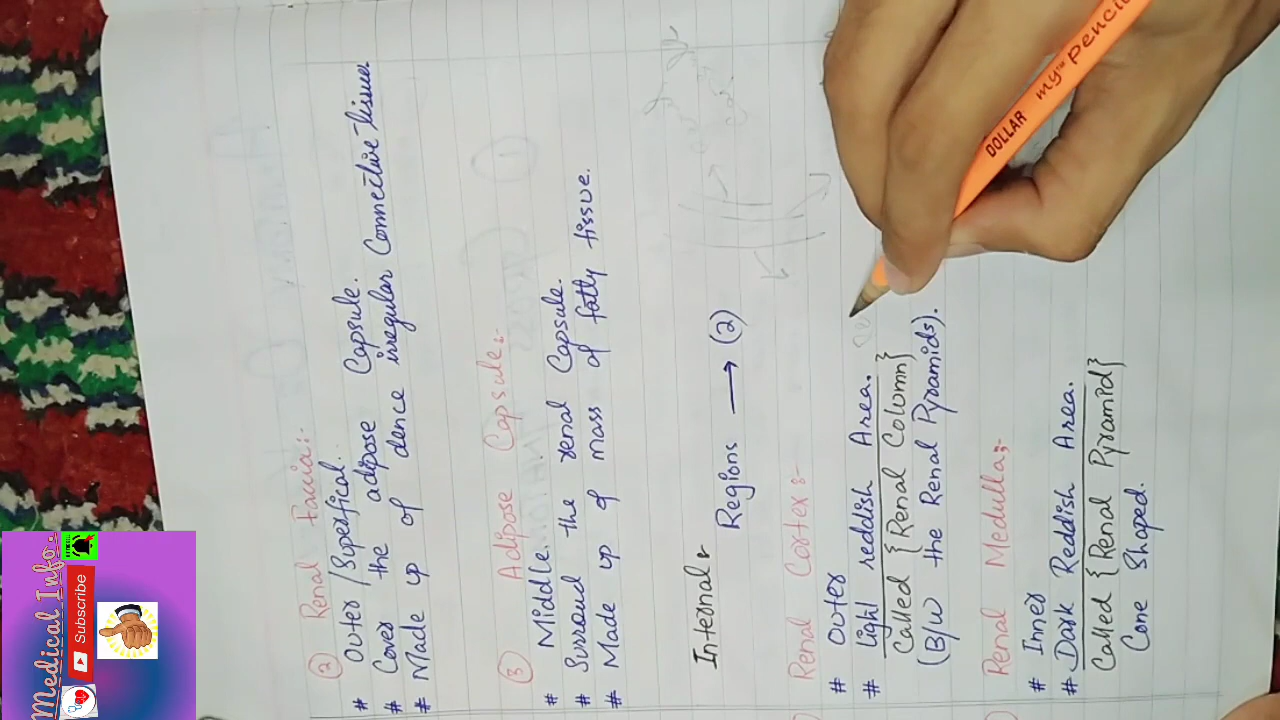 ② Renal Facia:-
# Outer/Superfical.
# Cover the adipose Capsule.
# Made up of dence irregular Connective tissue.
③ Adipose Capsule:-
# Middle.
# Surround the renal Capsule.
# Made up of mass of fatty tissue.
Internal
Regions → (2)
Renal Cortex:-
# Outer
# Light reddish Area.
Called {Renal Colomn}
(B/W the Renal Pyramids).
Renal Medulla:-
# Inner
# Dark Reddish Area.
Called {Renal Pyramid}
Cone Shaped.
DOLLAR my pencil
Medical Info-
Subscribe